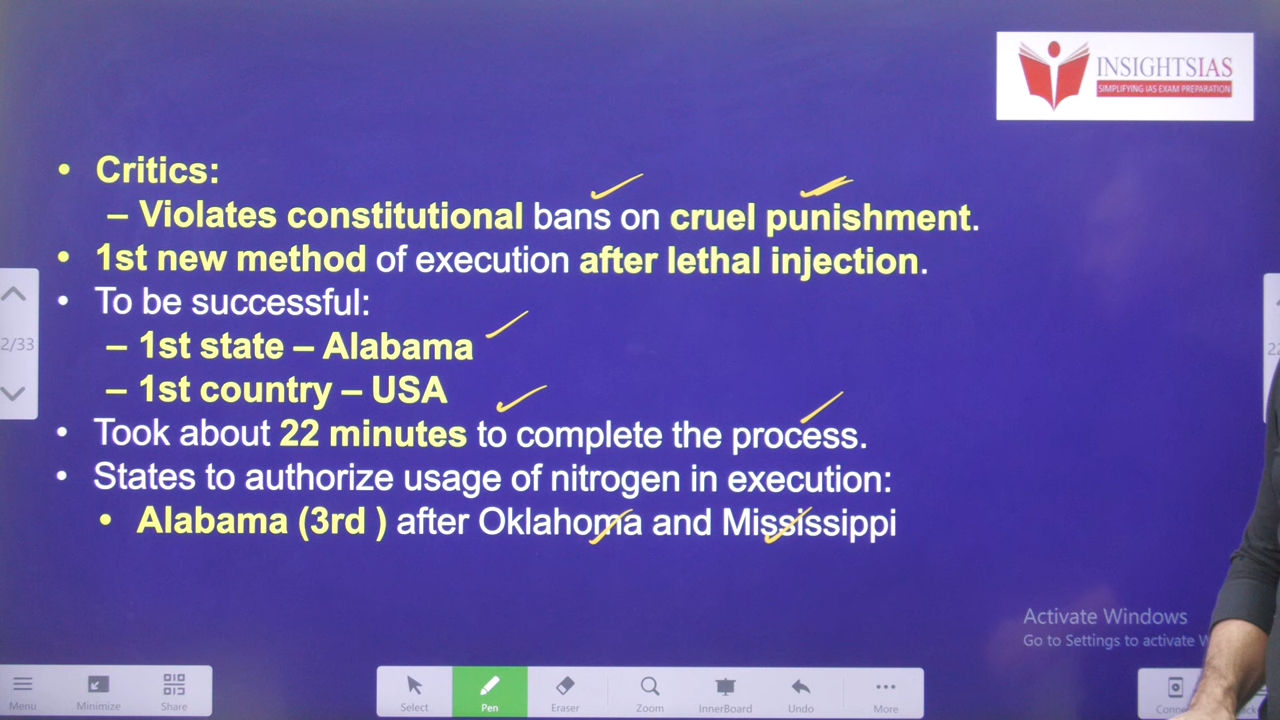 INSIGHTSIAS
SIMPLIFYING IAS EXAM PREPARATION
• Critics:
– Violates constitutional bans on cruel punishment.
• 1st new method of execution after lethal injection.
• To be successful:
– 1st state – Alabama
– 1st country – USA
2/33
• Took about 22 minutes to complete the process.
• States to authorize usage of nitrogen in execution:
• Alabama (3rd ) after Oklahoma and Mississippi
Activate Windows
Go to Settings to activate
Menu Minimize Share Select Pen Eraser Zoom InnerBoard Undo More